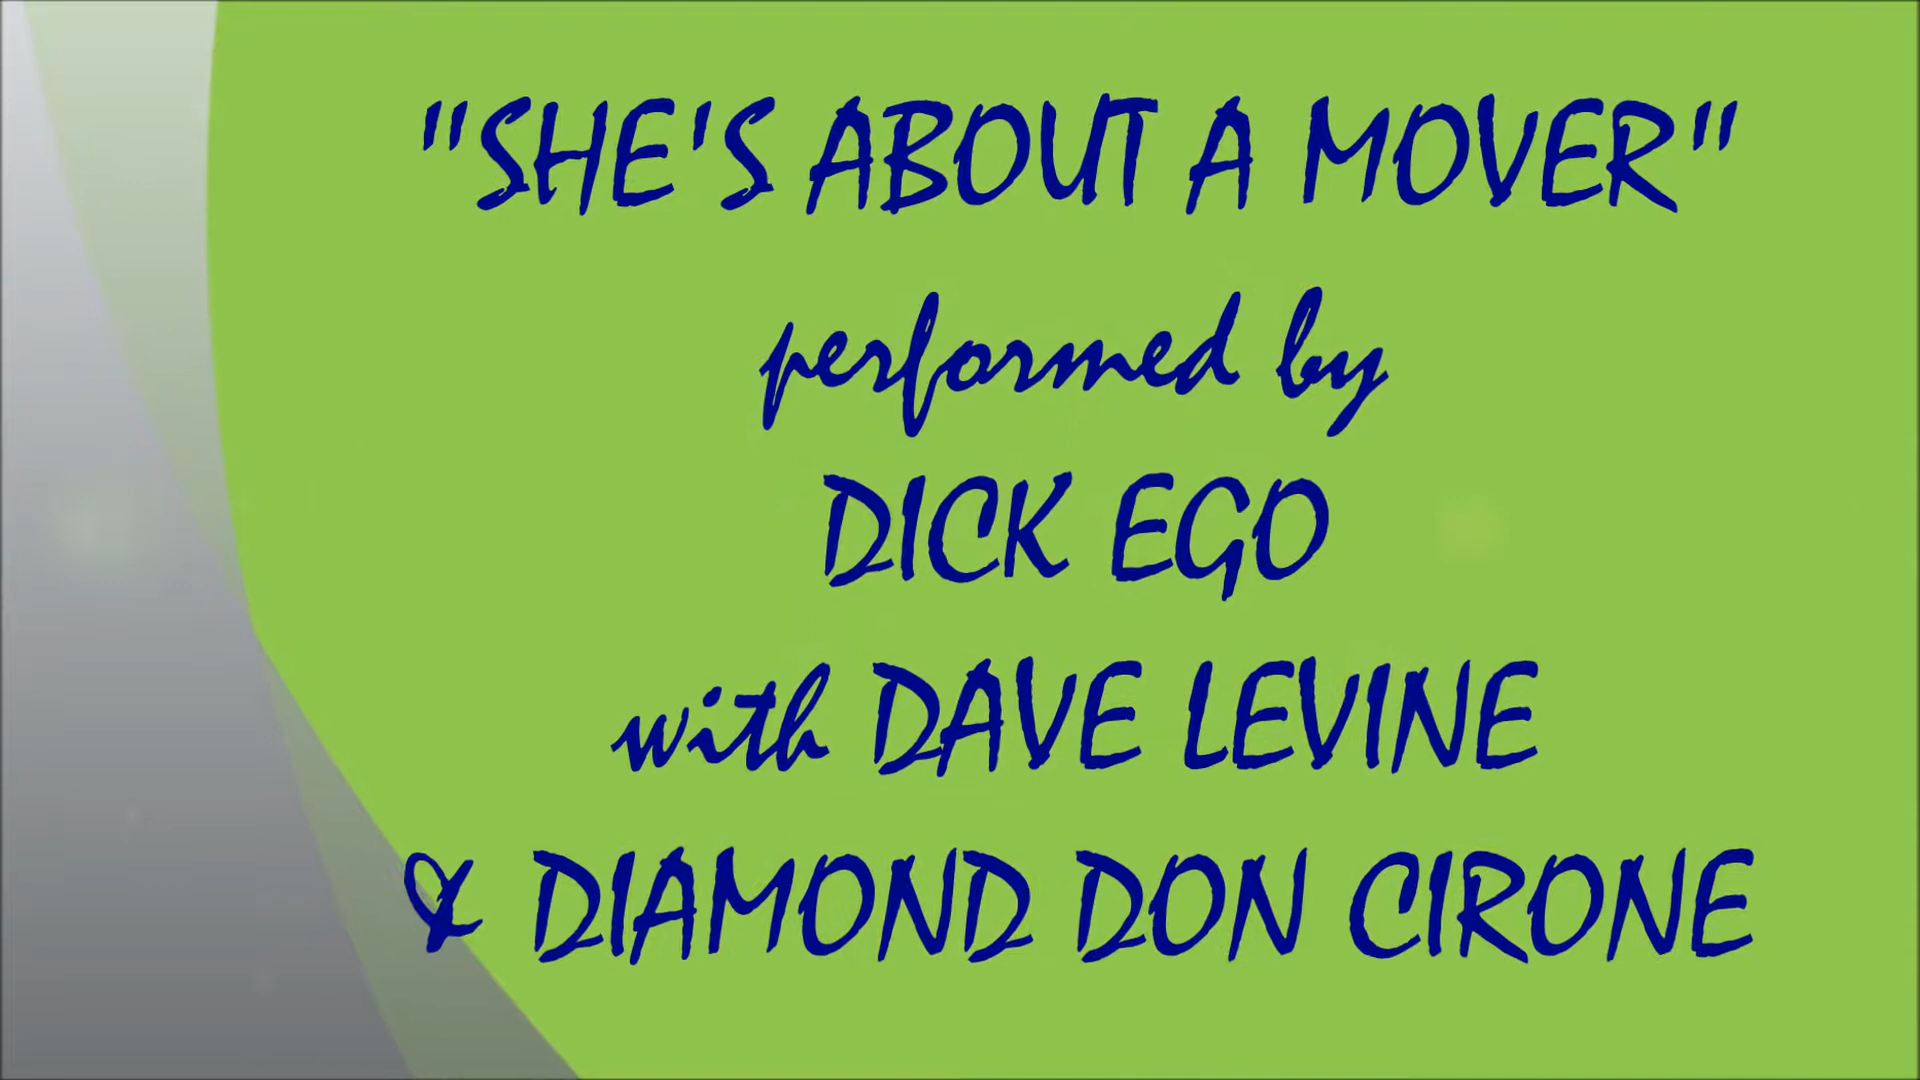 "SHE'S ABOUT A MOVER"
performed by
DICK EGO
with DAVE LEVINE
& DIAMOND DON CIRONE